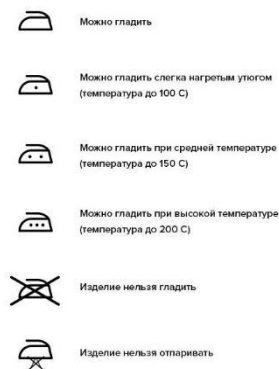 Можно гладить
Можно гладить слегка нагретым утюгом
(температура до 100 С)
Можно гладить при средней температуре
(температура до 150 С)
Можно гладить при высокой температуре
(температура до 200 С)
Изделие нельзя гладить
Изделие нельзя отпаривать